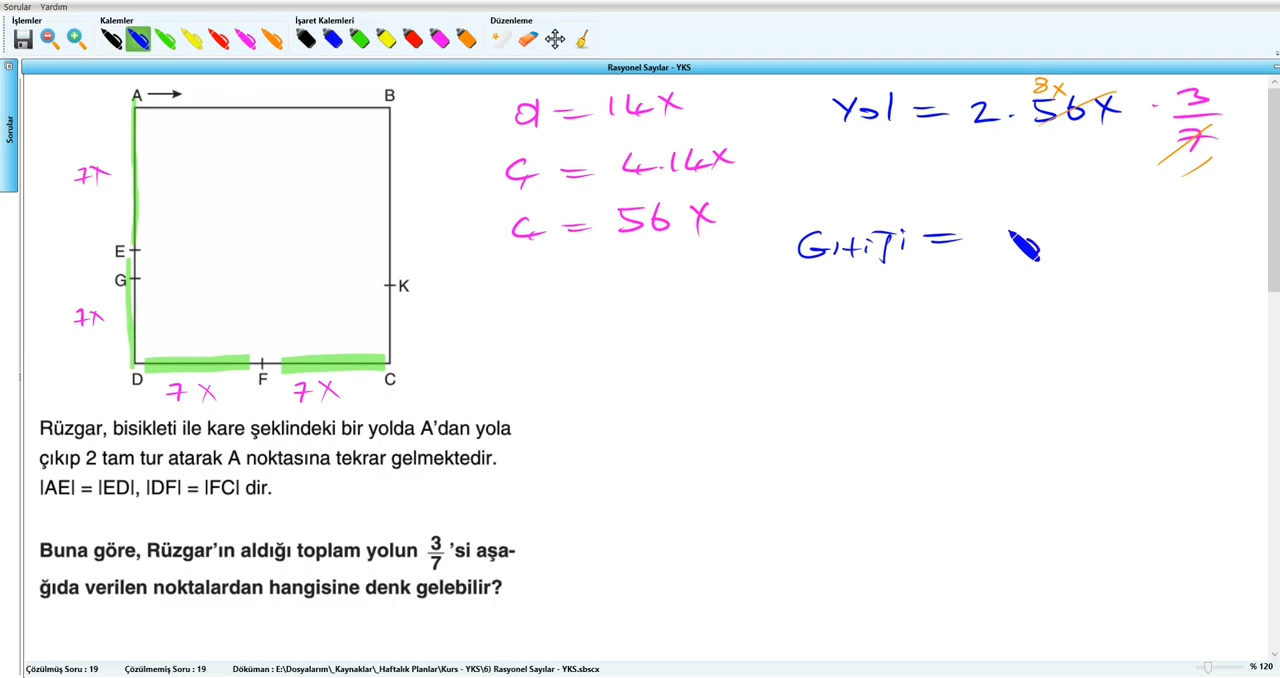 Sorular Yardım
İşlemler Kalemler İşaret Kalemleri Düzenleme
Rasyonel Sayılar - YKS
Sorular
A B
7x
E
G K
7x
D F C
7x 7x
a = 14x
Ç = 4.14x
Ç = 56x
8x
Yol = 2.56x . 3/7
Gittiği =
Rüzgar, bisikleti ile kare şeklindeki bir yolda A’dan yola
çıkıp 2 tam tur atarak A noktasına tekrar gelmektedir.
|AE| = |ED|, |DF| = |FC| dir.
Buna göre, Rüzgar’ın aldığı toplam yolun 3/7 ’si aşa-
ğıda verilen noktalardan hangisine denk gelebilir?
Çözülmüş Soru : 19 Çözülmemiş Soru : 19 Döküman : E:\Dosyalarım\_Kaynaklar\_Haftalık Planlar\Kurs - YKS\6) Rasyonel Sayılar - YKS.sbscx % 120